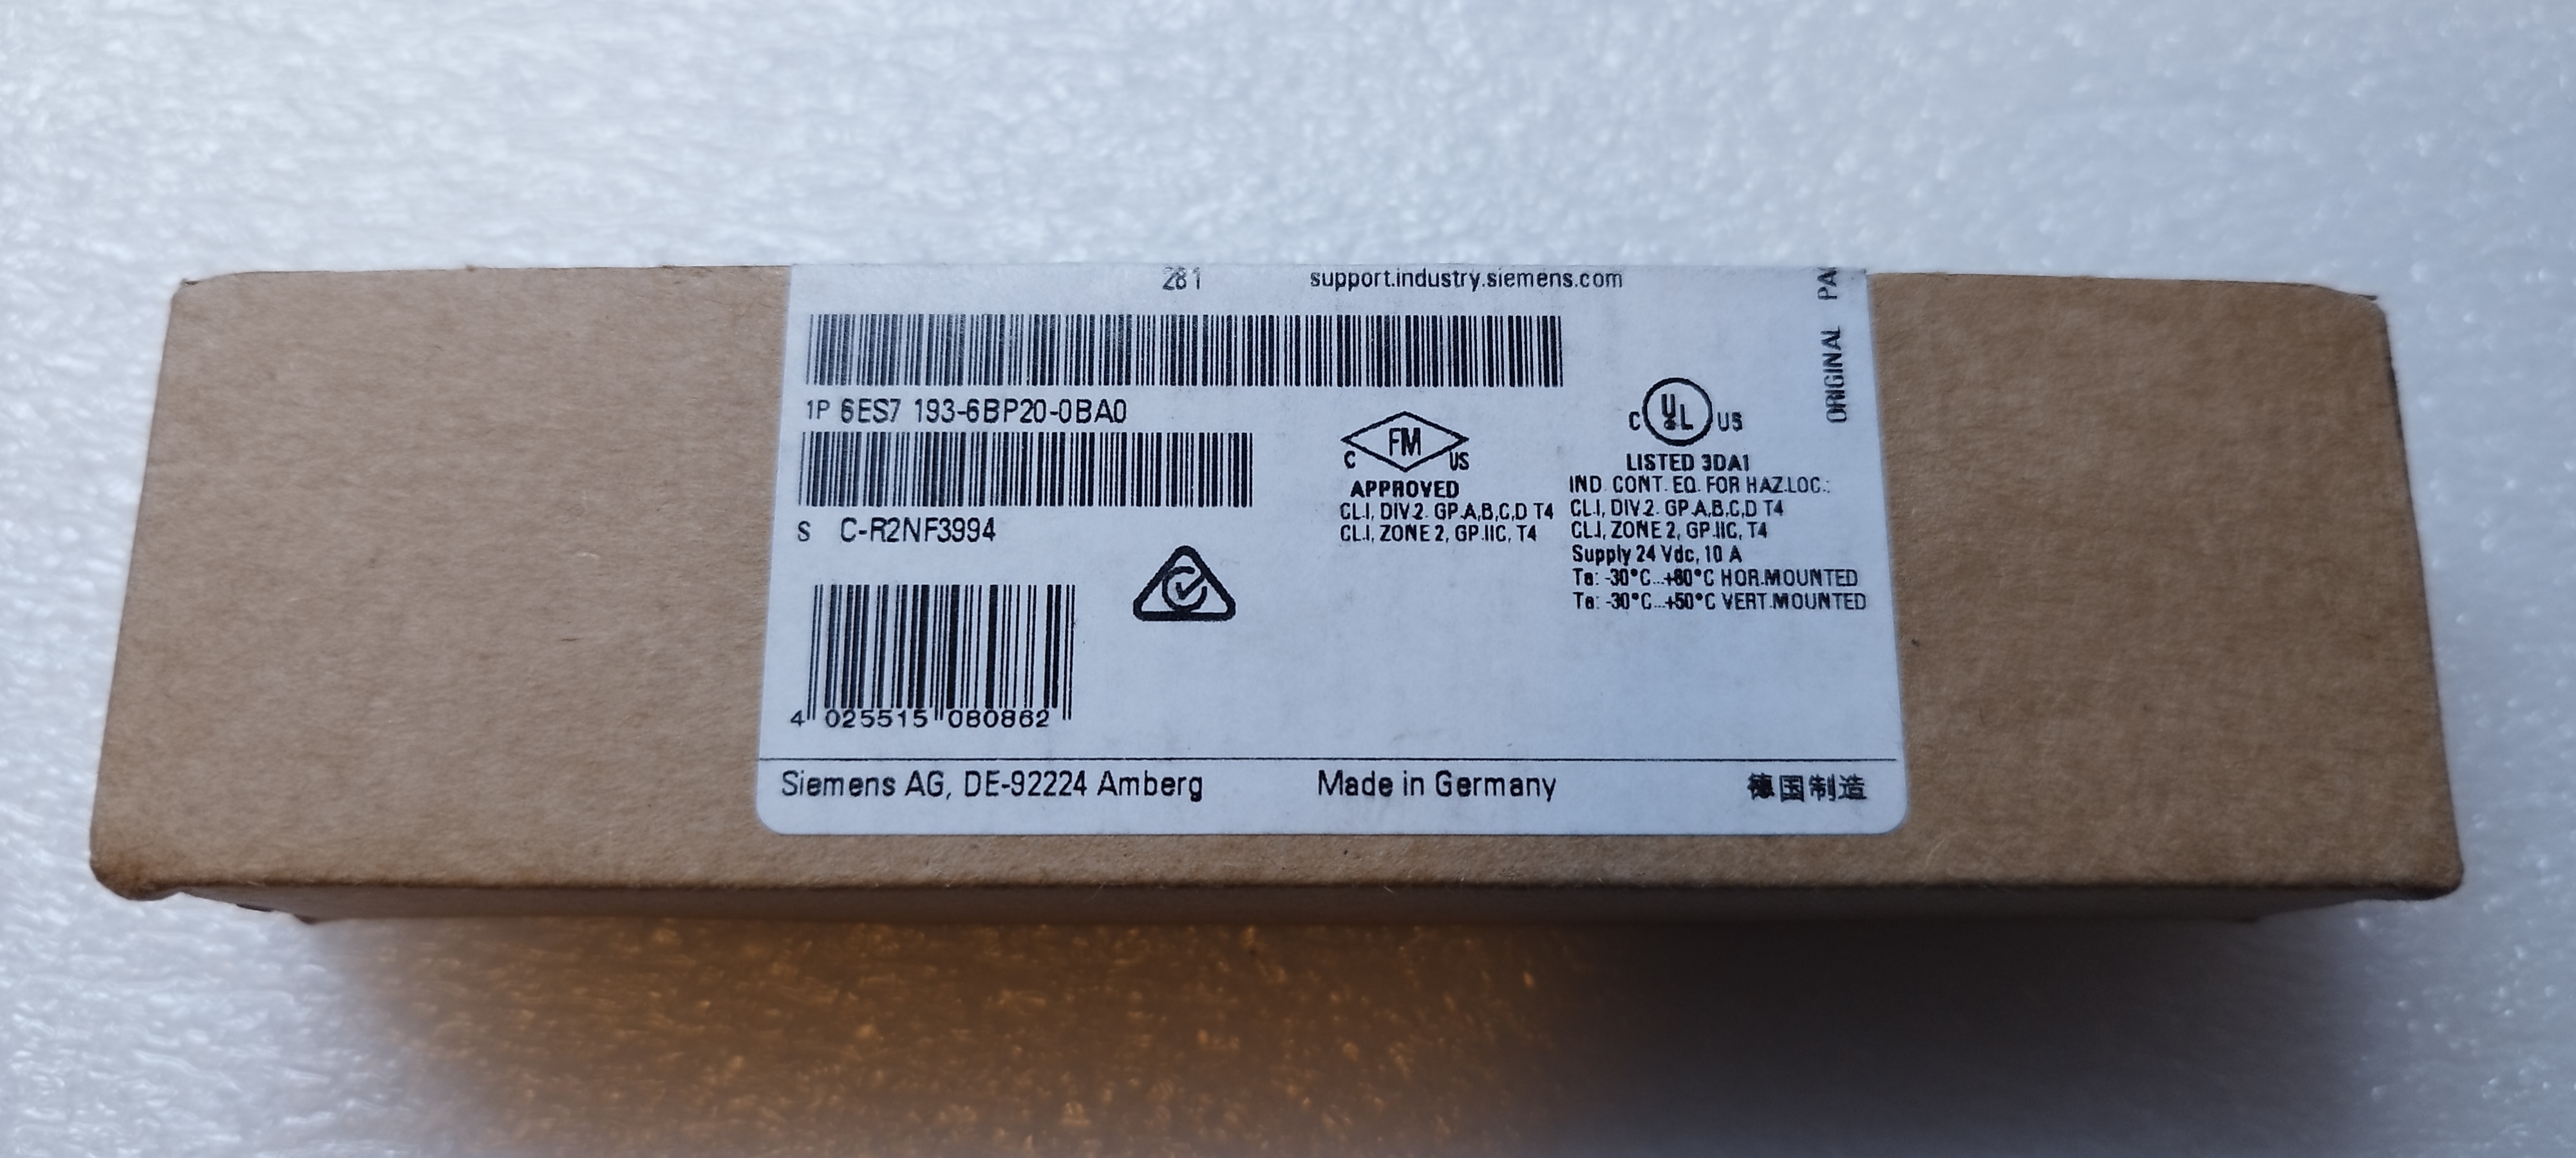 281
support.industry.siemens.com
ORIGINAL PA
1P 6ES7 193-6BP20-0BA0
S C-R2NF3994
C FM US
APPROVED
CL.I, DIV.2. GP.A,B,C,D T4
CL.I, ZONE 2, GP.IIC, T4
C UL US
LISTED 3DA1
IND. CONT. EQ. FOR HAZ.LOC.:
CL.I, DIV.2. GP.A,B,C,D T4
CL.I, ZONE 2, GP.IIC, T4
Supply 24 Vdc, 10 A
Ta: -30°C...+60°C HOR.MOUNTED
Ta: -30°C...+50°C VERT.MOUNTED
4 025515 080862
Siemens AG, DE-92224 Amberg
Made in Germany
德国制造